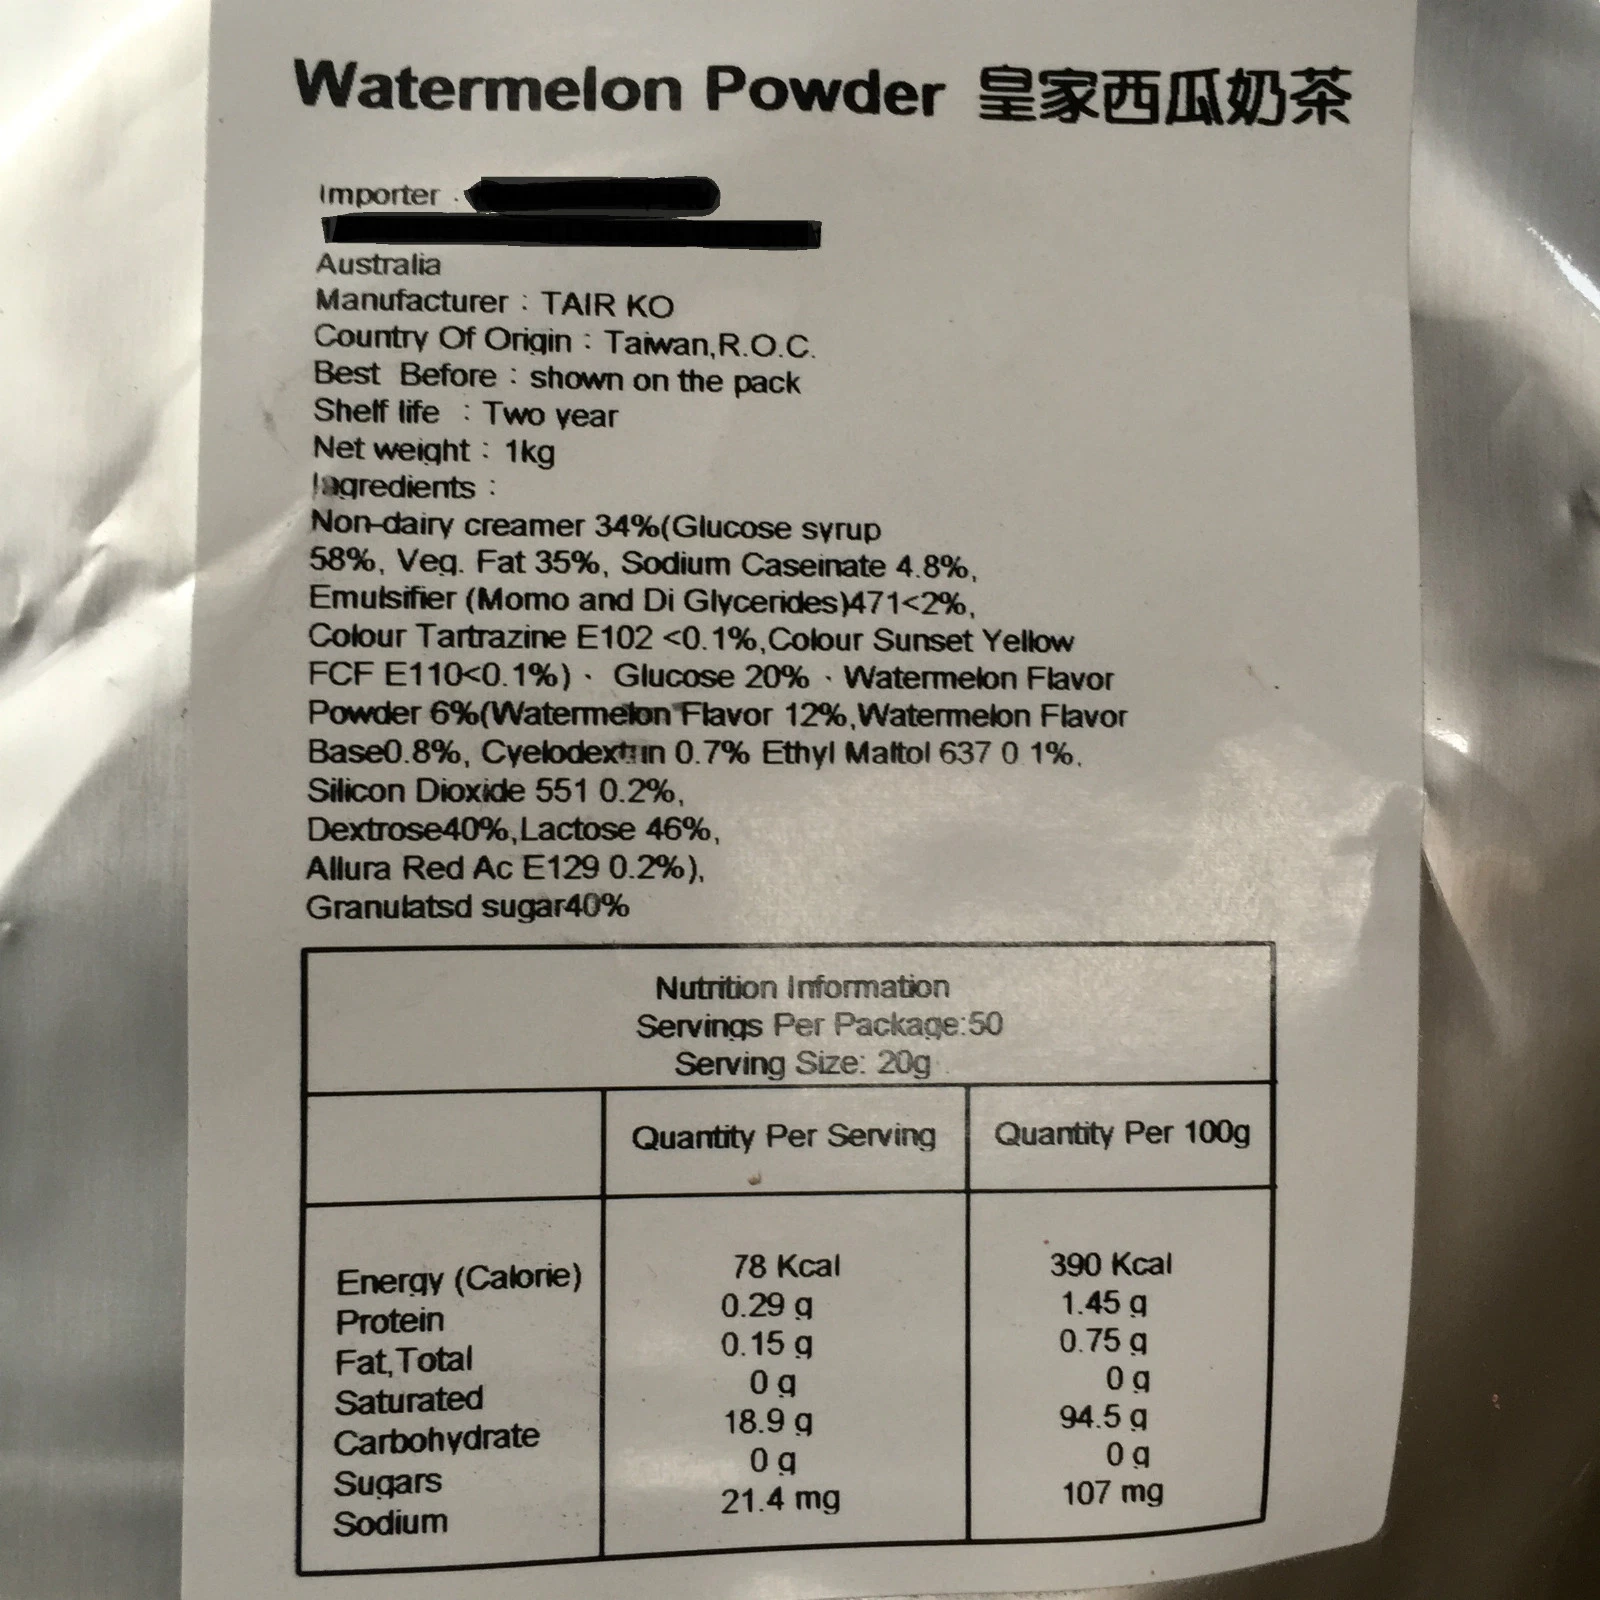 Watermelon Powder 皇家西瓜奶茶
Importer :
Australia
Manufacturer : TAIR KO
Country Of Origin : Taiwan,R.O.C.
Best Before : shown on the pack
Shelf life : Two year
Net weight : 1kg
Ingredients :
Non-dairy creamer 34%(Glucose syrup
58%, Veg. Fat 35%, Sodium Caseinate 4.8%,
Emulsifier (Momo and Di Glycerides)471<2%,
Colour Tartrazine E102 <0.1%,Colour Sunset Yellow
FCF E110<0.1%) · Glucose 20% · Watermelon Flavor
Powder 6%(Watermelon Flavor 12%,Watermelon Flavor
Base0.8%, Cyelodextrin 0.7% Ethyl Maltol 637 0 1%,
Silicon Dioxide 551 0.2%,
Dextrose40%,Lactose 46%,
Allura Red Ac E129 0.2%),
Granulatsd sugar40%
Nutrition Information
Servings Per Package:50
Serving Size: 20g
Quantity Per Serving Quantity Per 100g
Energy (Calorie) 78 Kcal 390 Kcal
Protein 0.29 g 1.45 g
Fat,Total 0.15 g 0.75 g
Saturated 0 g 0 g
Carbohydrate 18.9 g 94.5 g
Sugars 0 g 0 g
Sodium 21.4 mg 107 mg